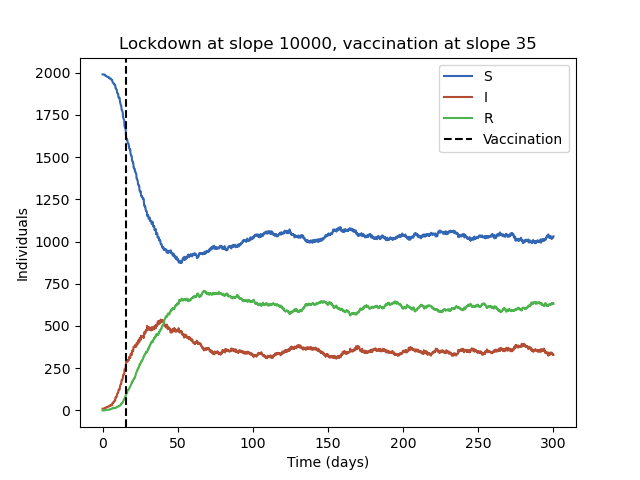 Lockdown at slope 10000, vaccination at slope 35
2000
1750
1500
1250
1000
750
500
250
0
Individuals
S
I
R
Vaccination
0 50 100 150 200 250 300
Time (days)